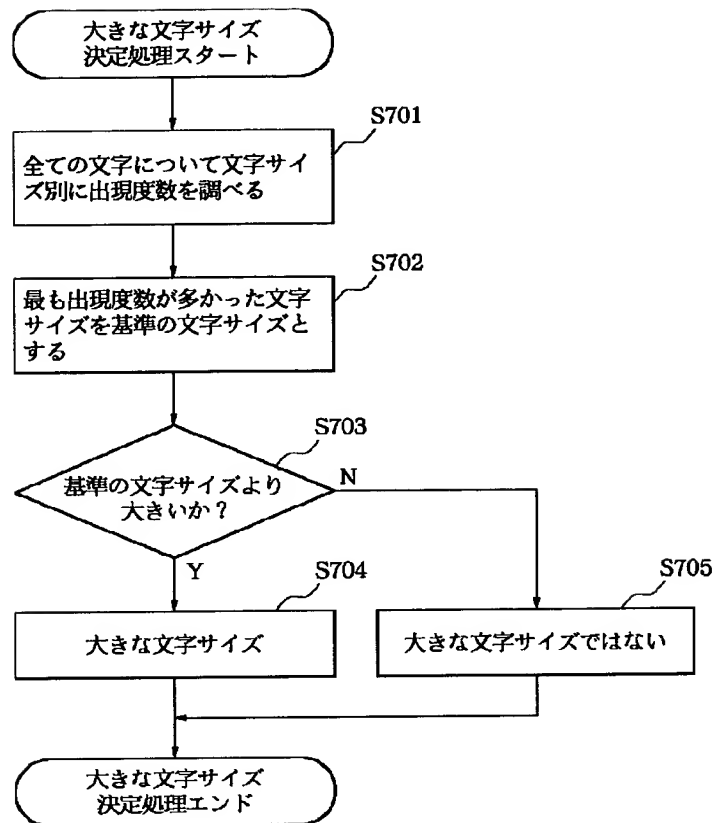 大きな文字サイズ
決定処理スタート
S701
全ての文字について文字サイ
ズ別に出現度数を調べる
S702
最も出現度数が多かった文字
サイズを基準の文字サイズと
する
S703
基準の文字サイズより
大きいか？
N
Y
S704
大きな文字サイズ
S705
大きな文字サイズではない
大きな文字サイズ
決定処理エンド